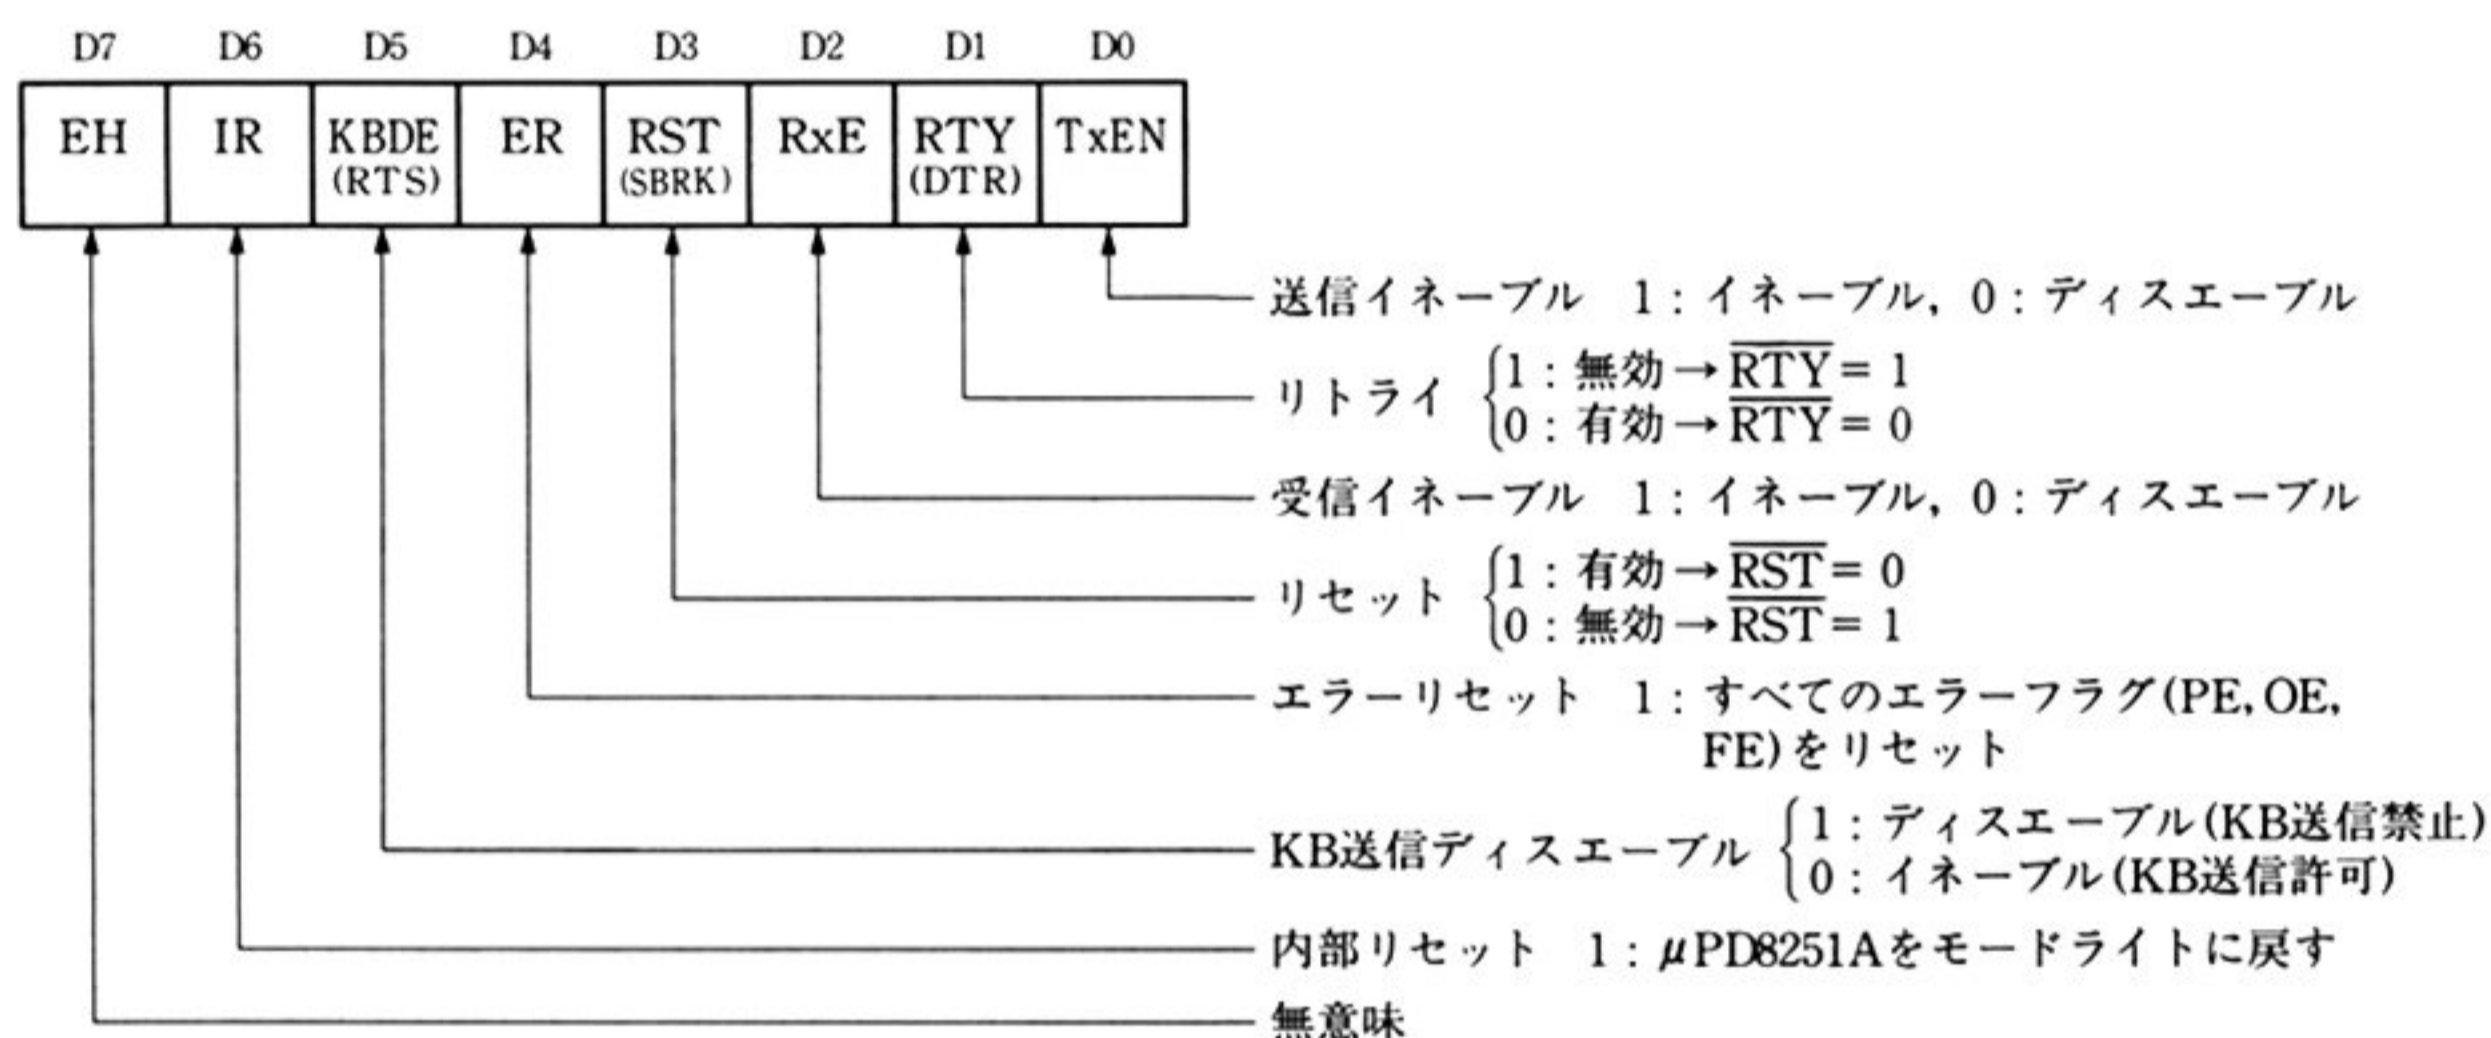 D7 D6 D5 D4 D3 D2 D1 D0
EH IR KBDE ER RST RxE RTY TxEN
(RTS) (SBRK) (DTR)
送信イネーブル 1:イネーブル, 0:ディスエーブル
リトライ 1:無効→R̅T̅Y̅=1
0:有効→R̅T̅Y̅=0
受信イネーブル 1:イネーブル, 0:ディスエーブル
リセット 1:有効→R̅S̅T̅=0
0:無効→R̅S̅T̅=1
エラーリセット 1:すべてのエラーフラグ(PE, OE,
FE)をリセット
KB送信ディスエーブル 1:ディスエーブル(KB送信禁止)
0:イネーブル(KB送信許可)
内部リセット 1:μPD8251Aをモードライトに戻す
無意味